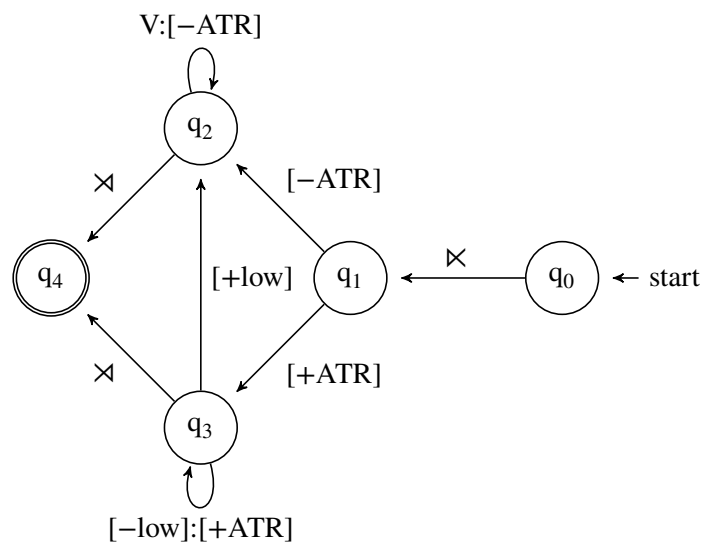 V:[−ATR]
q₂
⋊
[−ATR]
q₄
[+low]
q₁
⋉
q₀
start
⋊
[+ATR]
q₃
[−low]:[+ATR]